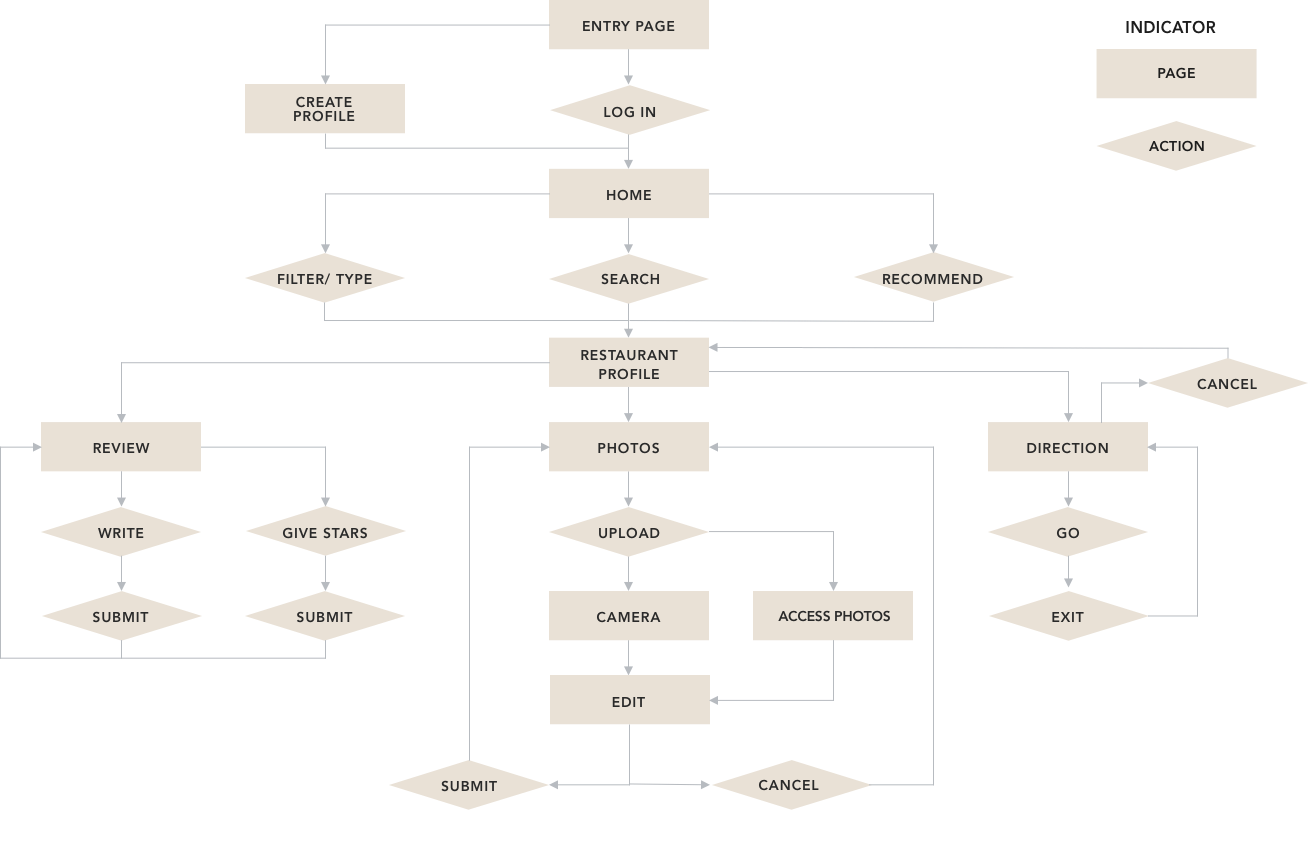 ENTRY PAGE
INDICATOR
PAGE
CREATE
PROFILE
LOG IN
ACTION
HOME
FILTER/ TYPE
SEARCH
RECOMMEND
RESTAURANT
PROFILE
CANCEL
REVIEW
PHOTOS
DIRECTION
WRITE
GIVE STARS
UPLOAD
GO
SUBMIT
SUBMIT
CAMERA
ACCESS PHOTOS
EXIT
EDIT
SUBMIT
CANCEL